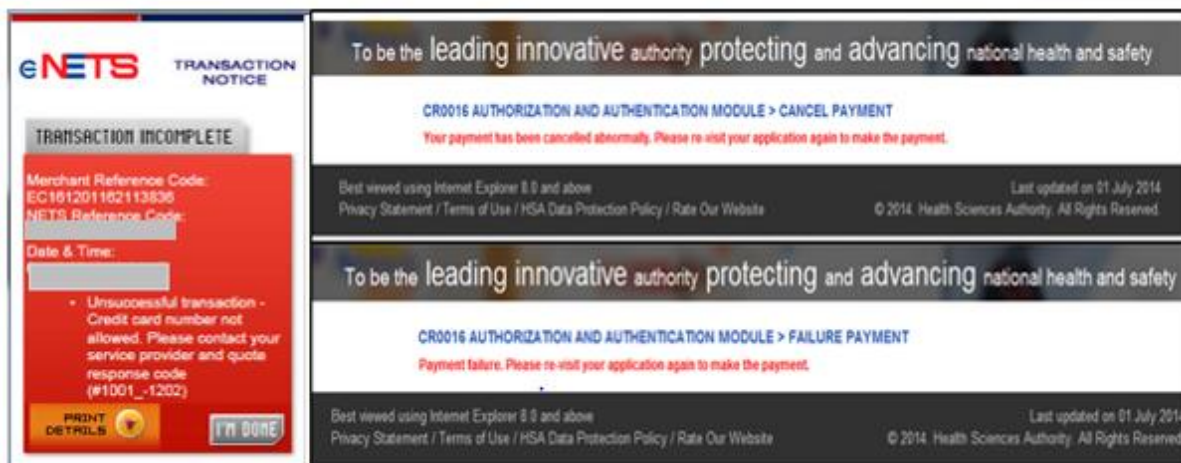 eNETS
TRANSACTION
NOTICE
TRANSACTION INCOMPLETE
Merchant Reference Code:
EC161201162113836
NETS Reference Code:
Date & Time:
• Unsuccessful transaction -
Credit card number not
allowed. Please contact your
service provider and quote
response code
(#1001_-1202)
PRINT
DETAILS
I'M DONE
To be the leading innovative authority protecting and advancing national health and safety
CR0016 AUTHORIZATION AND AUTHENTICATION MODULE > CANCEL PAYMENT
Your payment has been cancelled abnormally. Please re-visit your application again to make the payment.
Best viewed using Internet Explorer 8.0 and above
Last updated on 01 July 2014
Privacy Statement / Terms of Use / HSA Data Protection Policy / Rate Our Website
© 2014. Health Sciences Authority. All Rights Reserved.
To be the leading innovative authority protecting and advancing national health and safety
CR0016 AUTHORIZATION AND AUTHENTICATION MODULE > FAILURE PAYMENT
Payment failure. Please re-visit your application again to make the payment.
Best viewed using Internet Explorer 8.0 and above
Last updated on 01 July 2014
Privacy Statement / Terms of Use / HSA Data Protection Policy / Rate Our Website
© 2014. Health Sciences Authority. All Rights Reserved